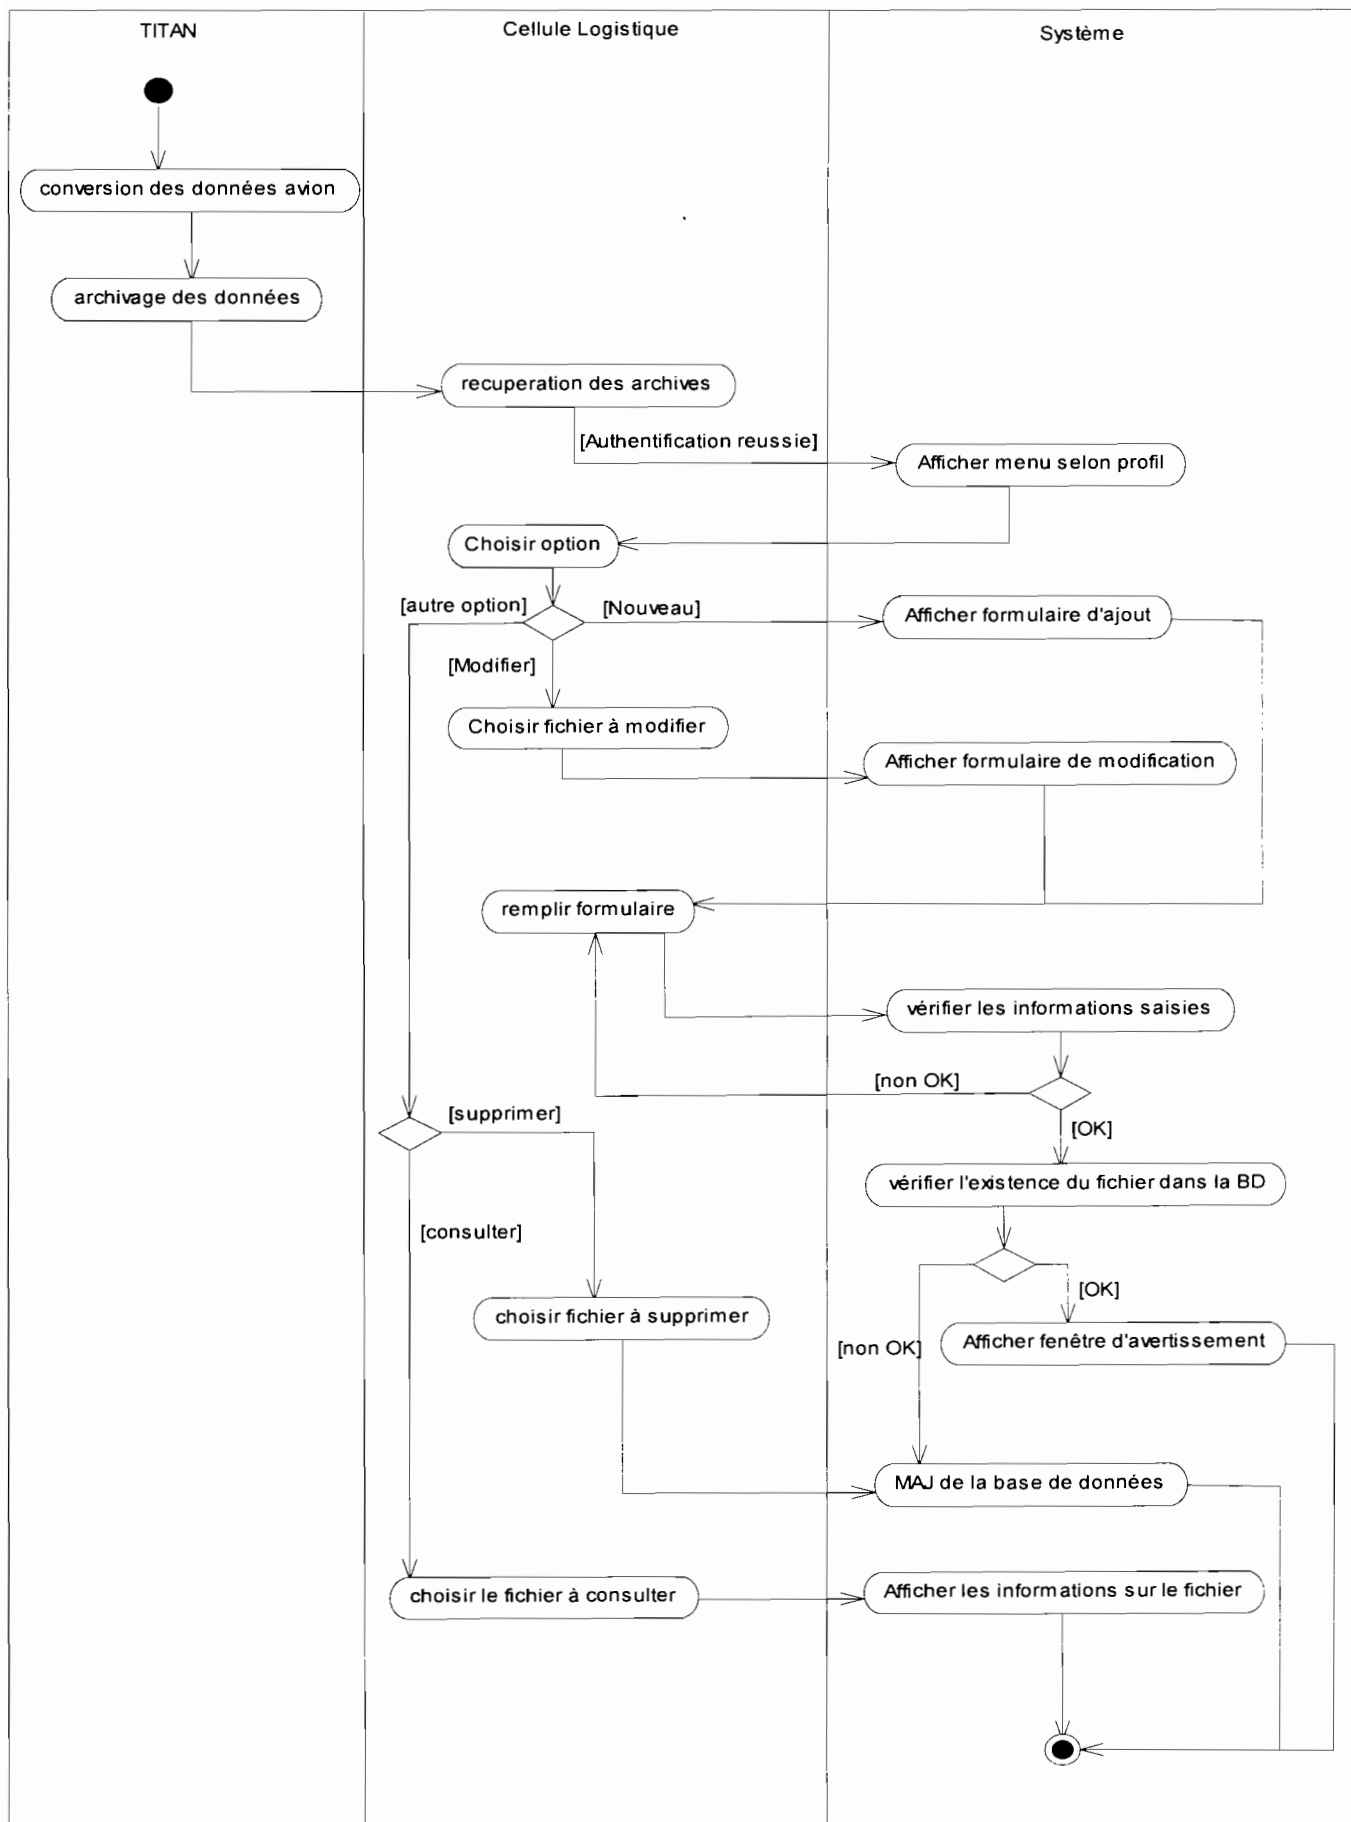 TITAN
Cellule Logistique
Système
conversion des données avion
archivage des données
recuperation des archives
[Authentification reussie]
Afficher menu selon profil
Choisir option
[autre option]
[Nouveau]
Afficher formulaire d'ajout
[Modifier]
Choisir fichier à modifier
Afficher formulaire de modification
remplir formulaire
vérifier les informations saisies
[non OK]
[supprimer]
[OK]
vérifier l'existence du fichier dans la BD
[consulter]
[OK]
choisir fichier à supprimer
[non OK]
Afficher fenêtre d'avertissement
MAJ de la base de données
choisir le fichier à consulter
Afficher les informations sur le fichier